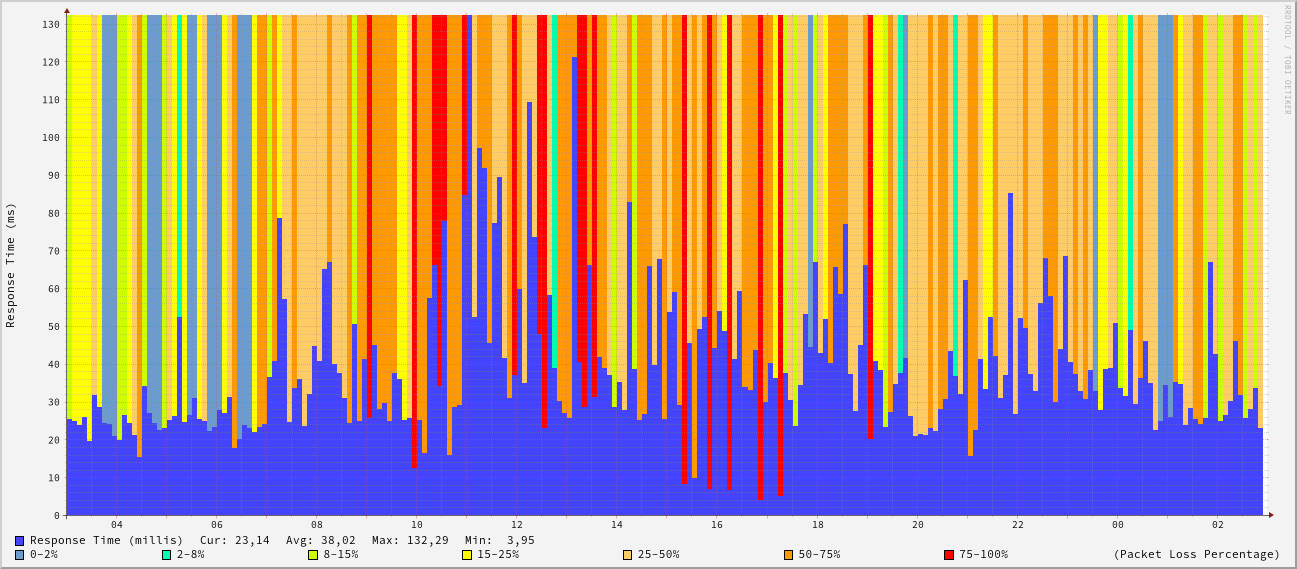 RRDTOOL / TOBI OETIKER
Response Time (ms)
130
120
110
100
90
80
70
60
50
40
30
20
10
0
04 06 08 10 12 14 16 18 20 22 00 02
Response Time (millis) Cur: 23,14 Avg: 38,02 Max: 132,29 Min: 3,95
0-2% 2-8% 8-15% 15-25% 25-50% 50-75% 75-100% (Packet Loss Percentage)